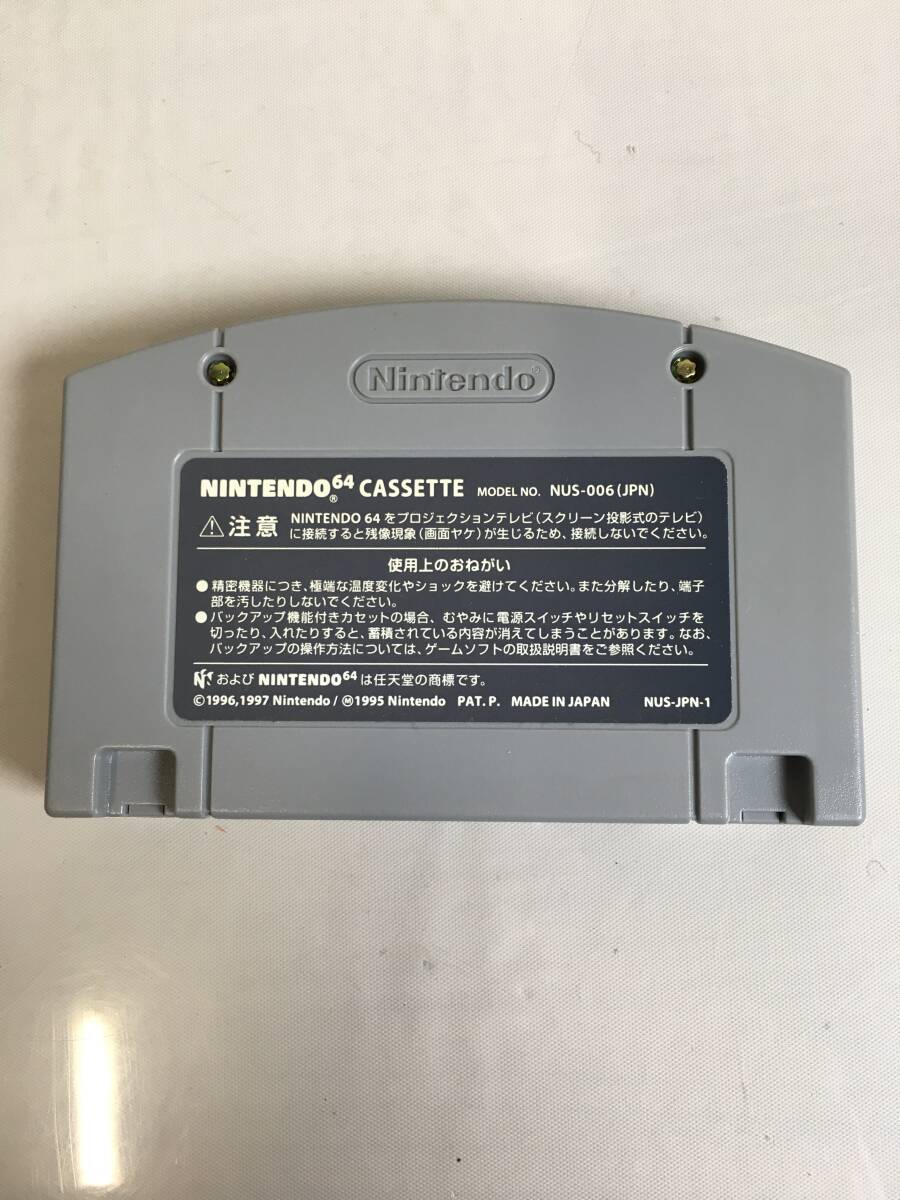 Nintendo®
NINTENDO64® CASSETTE MODEL NO. NUS-006(JPN)
⚠注意 NINTENDO 64をプロジェクションテレビ(スクリーン投影式のテレビ)
に接続すると残像現象(画面ヤケ)が生じるため、接続しないでください。
使用上のおねがい
●精密機器につき、極端な温度変化やショックを避けてください。また分解したり、端子
部を汚したりしないでください。
●バックアップ機能付きカセットの場合、むやみに電源スイッチやリセットスイッチを
切ったり、入れたりすると、蓄積されている内容が消えてしまうことがあります。なお、
バックアップの操作方法については、ゲームソフトの取扱説明書をご参照ください。
および NINTENDO64は任天堂の商標です。
©1996,1997 Nintendo/Ⓜ1995 Nintendo PAT. P. MADE IN JAPAN NUS-JPN-1